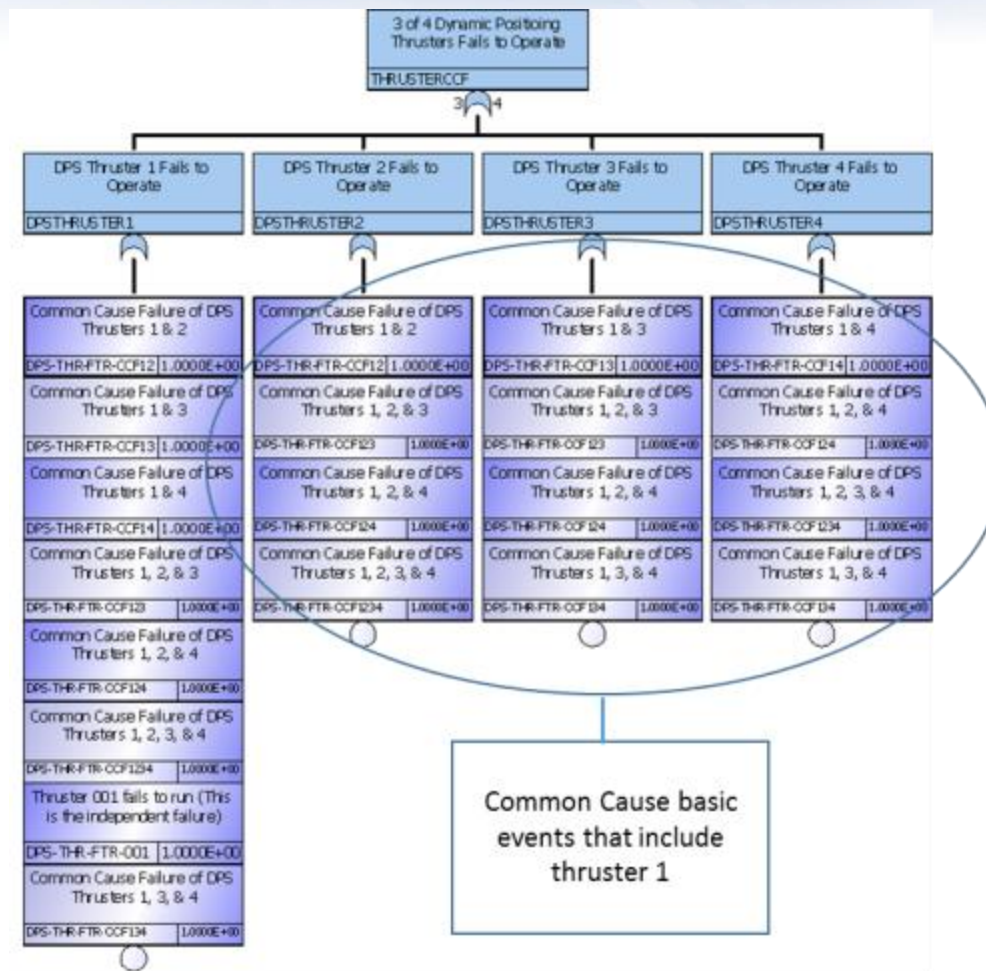 3 of 4 Dynamic Positioing
Thrusters Fails to Operate
THRUSTERCCF
3 4
DPS Thruster 1 Fails to
Operate
DPSTHRUSTER1
DPS Thruster 2 Fails to
Operate
DPSTHRUSTER2
DPS Thruster 3 Fails to
Operate
DPSTHRUSTER3
DPS Thruster 4 Fails to
Operate
DPSTHRUSTER4
Common Cause Failure of DPS
Thrusters 1 & 2
DPS-THR-FTR-CCF12 1.0000E+00
Common Cause Failure of DPS
Thrusters 1 & 3
DPS-THR-FTR-CCF13 1.0000E+00
Common Cause Failure of DPS
Thrusters 1 & 4
DPS-THR-FTR-CCF14 1.0000E+00
Common Cause Failure of DPS
Thrusters 1, 2, & 3
DPS-THR-FTR-CCF123 1.0000E+00
Common Cause Failure of DPS
Thrusters 1, 2, & 4
DPS-THR-FTR-CCF124 1.0000E+00
Common Cause Failure of DPS
Thrusters 1, 2, 3, & 4
DPS-THR-FTR-CCF1234 1.0000E+00
Thruster 001 fails to run (This
is the independent failure)
DPS-THR-FTR-001 1.0000E+00
Common Cause Failure of DPS
Thrusters 1, 3, & 4
DPS-THR-FTR-CCF134 1.0000E+00
Common Cause Failure of DPS
Thrusters 1 & 2
DPS-THR-FTR-CCF12 1.0000E+00
Common Cause Failure of DPS
Thrusters 1, 2, & 3
DPS-THR-FTR-CCF123 1.0000E+00
Common Cause Failure of DPS
Thrusters 1, 2, & 4
DPS-THR-FTR-CCF124 1.0000E+00
Common Cause Failure of DPS
Thrusters 1, 2, 3, & 4
DPS-THR-FTR-CCF1234 1.0000E+00
Common Cause Failure of DPS
Thrusters 1 & 3
DPS-THR-FTR-CCF13 1.0000E+00
Common Cause Failure of DPS
Thrusters 1, 2, & 3
DPS-THR-FTR-CCF123 1.0000E+00
Common Cause Failure of DPS
Thrusters 1, 2, & 4
DPS-THR-FTR-CCF124 1.0000E+00
Common Cause Failure of DPS
Thrusters 1, 3, & 4
DPS-THR-FTR-CCF134 1.0000E+00
Common Cause Failure of DPS
Thrusters 1 & 4
DPS-THR-FTR-CCF14 1.0000E+00
Common Cause Failure of DPS
Thrusters 1, 2, & 4
DPS-THR-FTR-CCF124 1.0000E+00
Common Cause Failure of DPS
Thrusters 1, 2, 3, & 4
DPS-THR-FTR-CCF1234 1.0000E+00
Common Cause Failure of DPS
Thrusters 1, 3, & 4
DPS-THR-FTR-CCF134 1.0000E+00
Common Cause basic
events that include
thruster 1